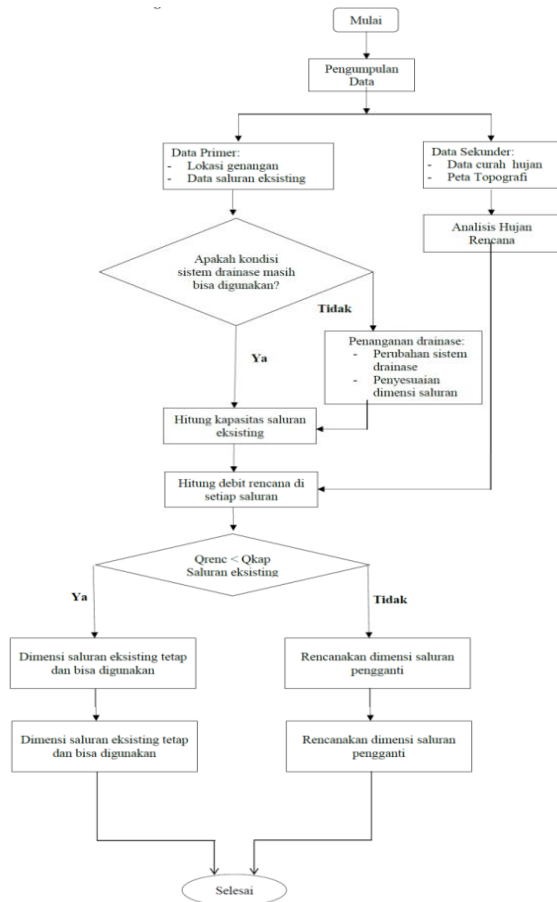 Mulai
Pengumpulan
Data
Data Primer:
- Lokasi genangan
- Data saluran eksisting
Data Sekunder:
- Data curah hujan
- Peta Topografi
Analisis Hujan
Rencana
Apakah kondisi
sistem drainase masih
bisa digunakan?
Tidak
Ya
Penanganan drainase:
- Perubahan sistem
drainase
- Penyesuaian
dimensi saluran
Hitung kapasitas saluran
eksisting
Hitung debit rencana di
setiap saluran
Qrenc < Qkap
Saluran eksisting
Ya
Tidak
Dimensi saluran eksisting tetap
dan bisa digunakan
Rencanakan dimensi saluran
pengganti
Dimensi saluran eksisting tetap
dan bisa digunakan
Rencanakan dimensi saluran
pengganti
Selesai